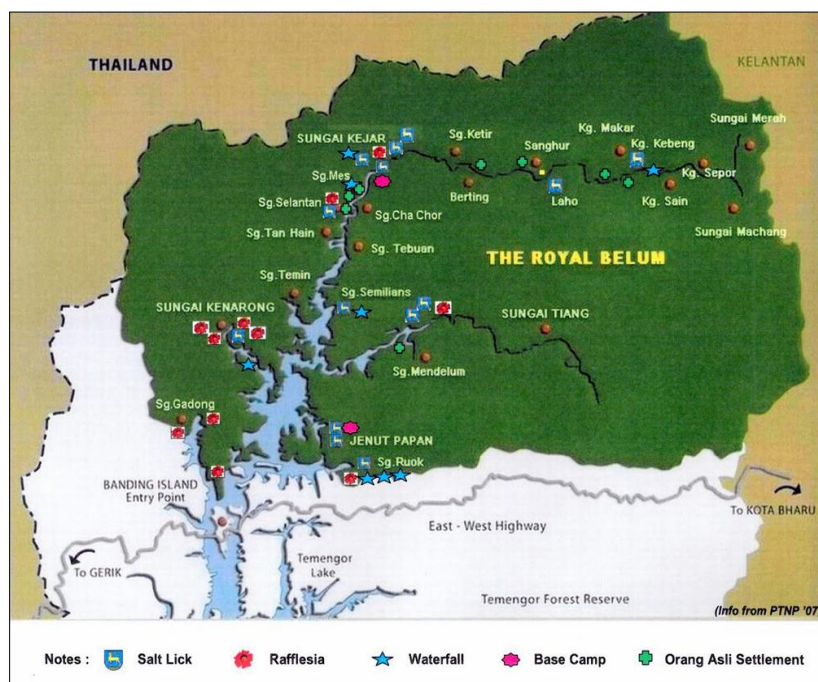 THAILAND
KELANTAN
Sungai Merah
Kg. Makar
Sg.Ketir
Sanghur
Kg. Kebeng
SUNGAI KEJAR
Kg. Sepor
Sg.Mes
Berting
Laho
Kg. Sain
Sg.Selantan
Sg.Cha Chor
Sungai Machang
Sg.Tan Hain
Sg. Tebuan
THE ROYAL BELUM
Sg.Temin
Sg.Semilians
SUNGAI KENARONG
SUNGAI TIANG
Sg.Mendelum
Sg.Gadong
JENUT PAPAN
Sg.Ruok
BANDING ISLAND
Entry Point
To KOTA BHARU
East - West Highway
To GERIK
Temengor
Lake
Temengor Forest Reserve
(Info from PTNP '07
Notes : Salt Lick Rafflesia Waterfall Base Camp Orang Asli Settlement